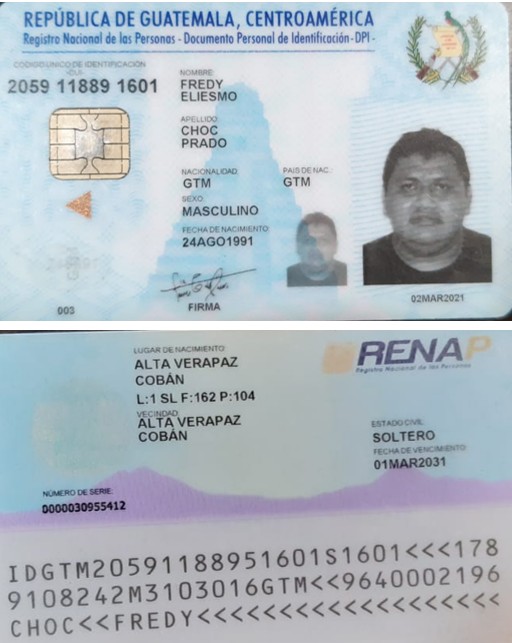 REPÚBLICA DE GUATEMALA, CENTROAMÉRICA
Registro Nacional de las Personas - Documento Personal de Identificación - DPI -
CÓDIGO ÚNICO DE IDENTIFICACIÓN
-CUI-
2059 11889 1601
NOMBRE:
FREDY
ELIESMO
APELLIDO:
CHOC
PRADO
NACIONALIDAD: PAIS DE NAC.:
GTM GTM
SEXO:
MASCULINO
FECHA DE NACIMIENTO:
24AGO1991
FIRMA
003
02MAR2021
LUGAR DE NACIMIENTO:
ALTA VERAPAZ
COBÁN
L:1 SL F:162 P:104
VECINDAD:
ALTA VERAPAZ
COBÁN
RENAP
Registro Nacional de las Personas
ESTADO CIVIL:
SOLTERO
FECHA DE VENCIMIENTO:
01MAR2031
NÚMERO DE SERIE:
0000030955412
IDGTM20591188951601S1601<<<178
9108242M3103016GTM<<9640002196
CHOC<<FREDY<<<<<<<<<<<<<<<<<<<